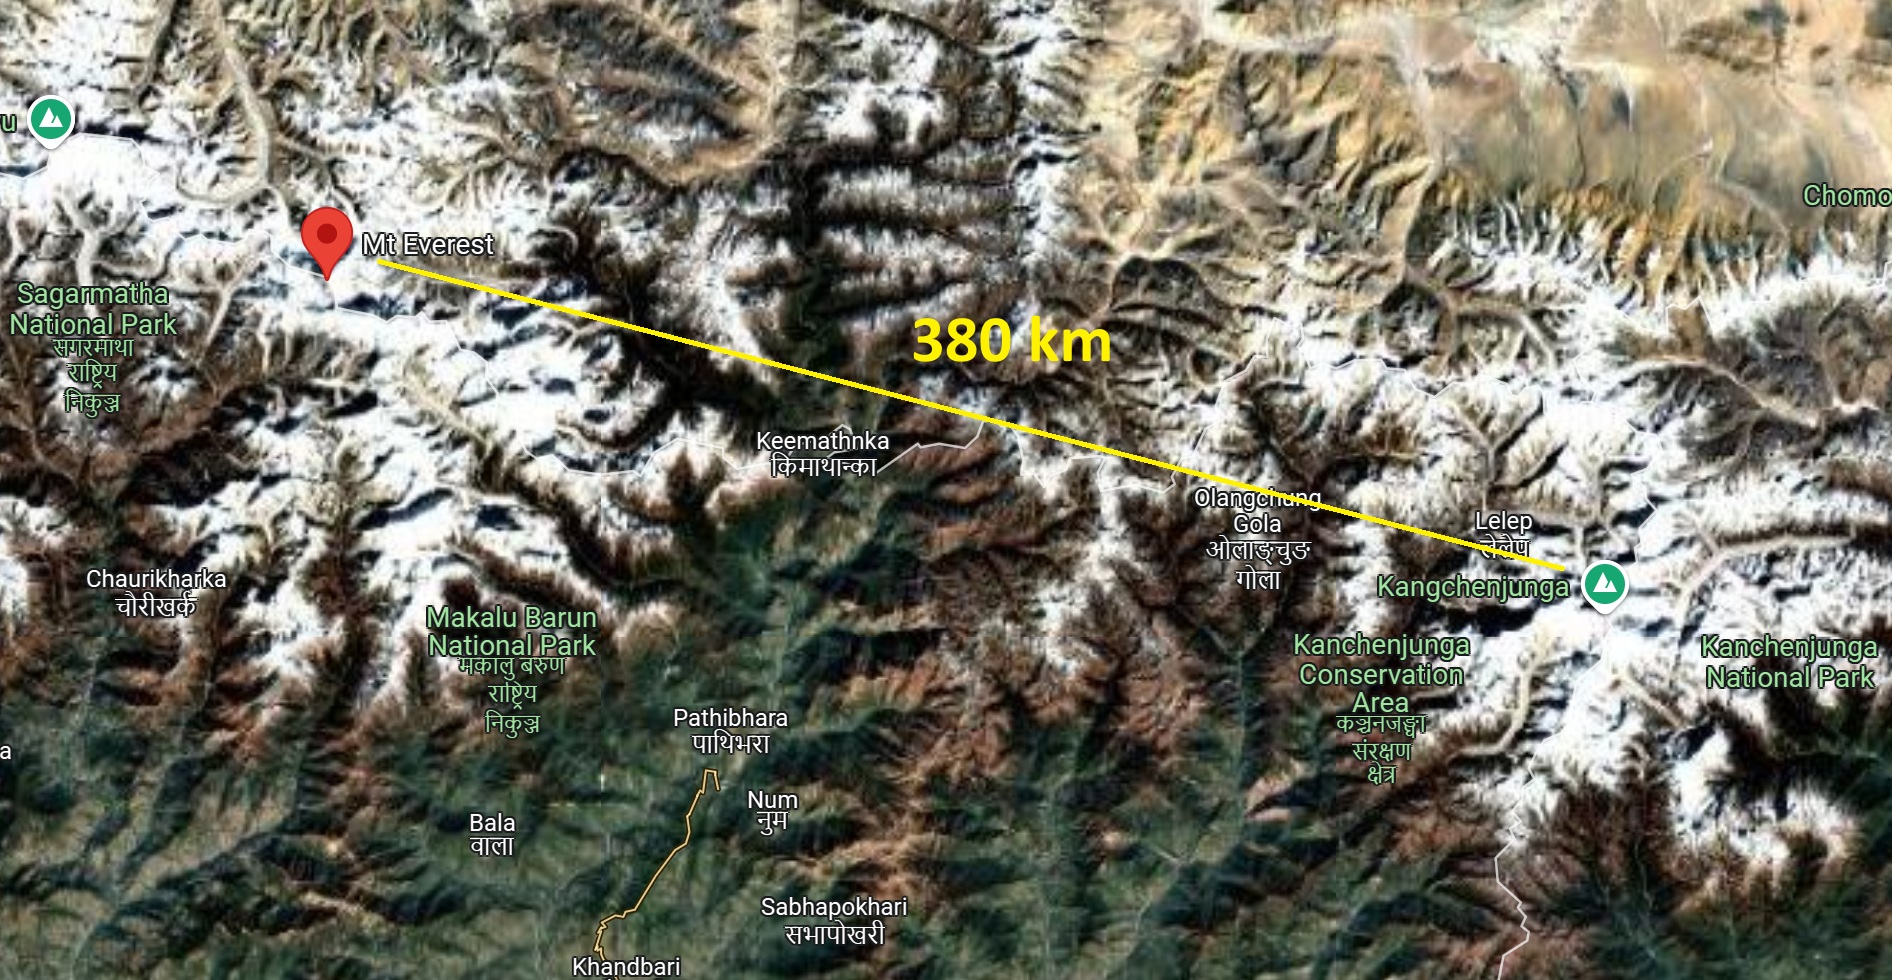 Mt Everest
Chomo
Sagarmatha
National Park
सगरमाथा
राष्ट्रिय
निकुञ्ज
380 km
Keemathnka
किमाथान्का
Olangchung
Gola
ओलाङ्चुङ
गोला
Lelep
लेलेप
Kangchenjunga
Chaurikharka
चौरीखर्क
Makalu Barun
National Park
मकालु बरुण
राष्ट्रिय
निकुञ्ज
Kanchenjunga
Conservation
Area
कञ्चनजङ्घा
संरक्षण
क्षेत्र
Kanchenjunga
National Park
Pathibhara
पाथिभरा
Num
नुम
Bala
वाला
Sabhapokhari
सभापोखरी
Khandbari